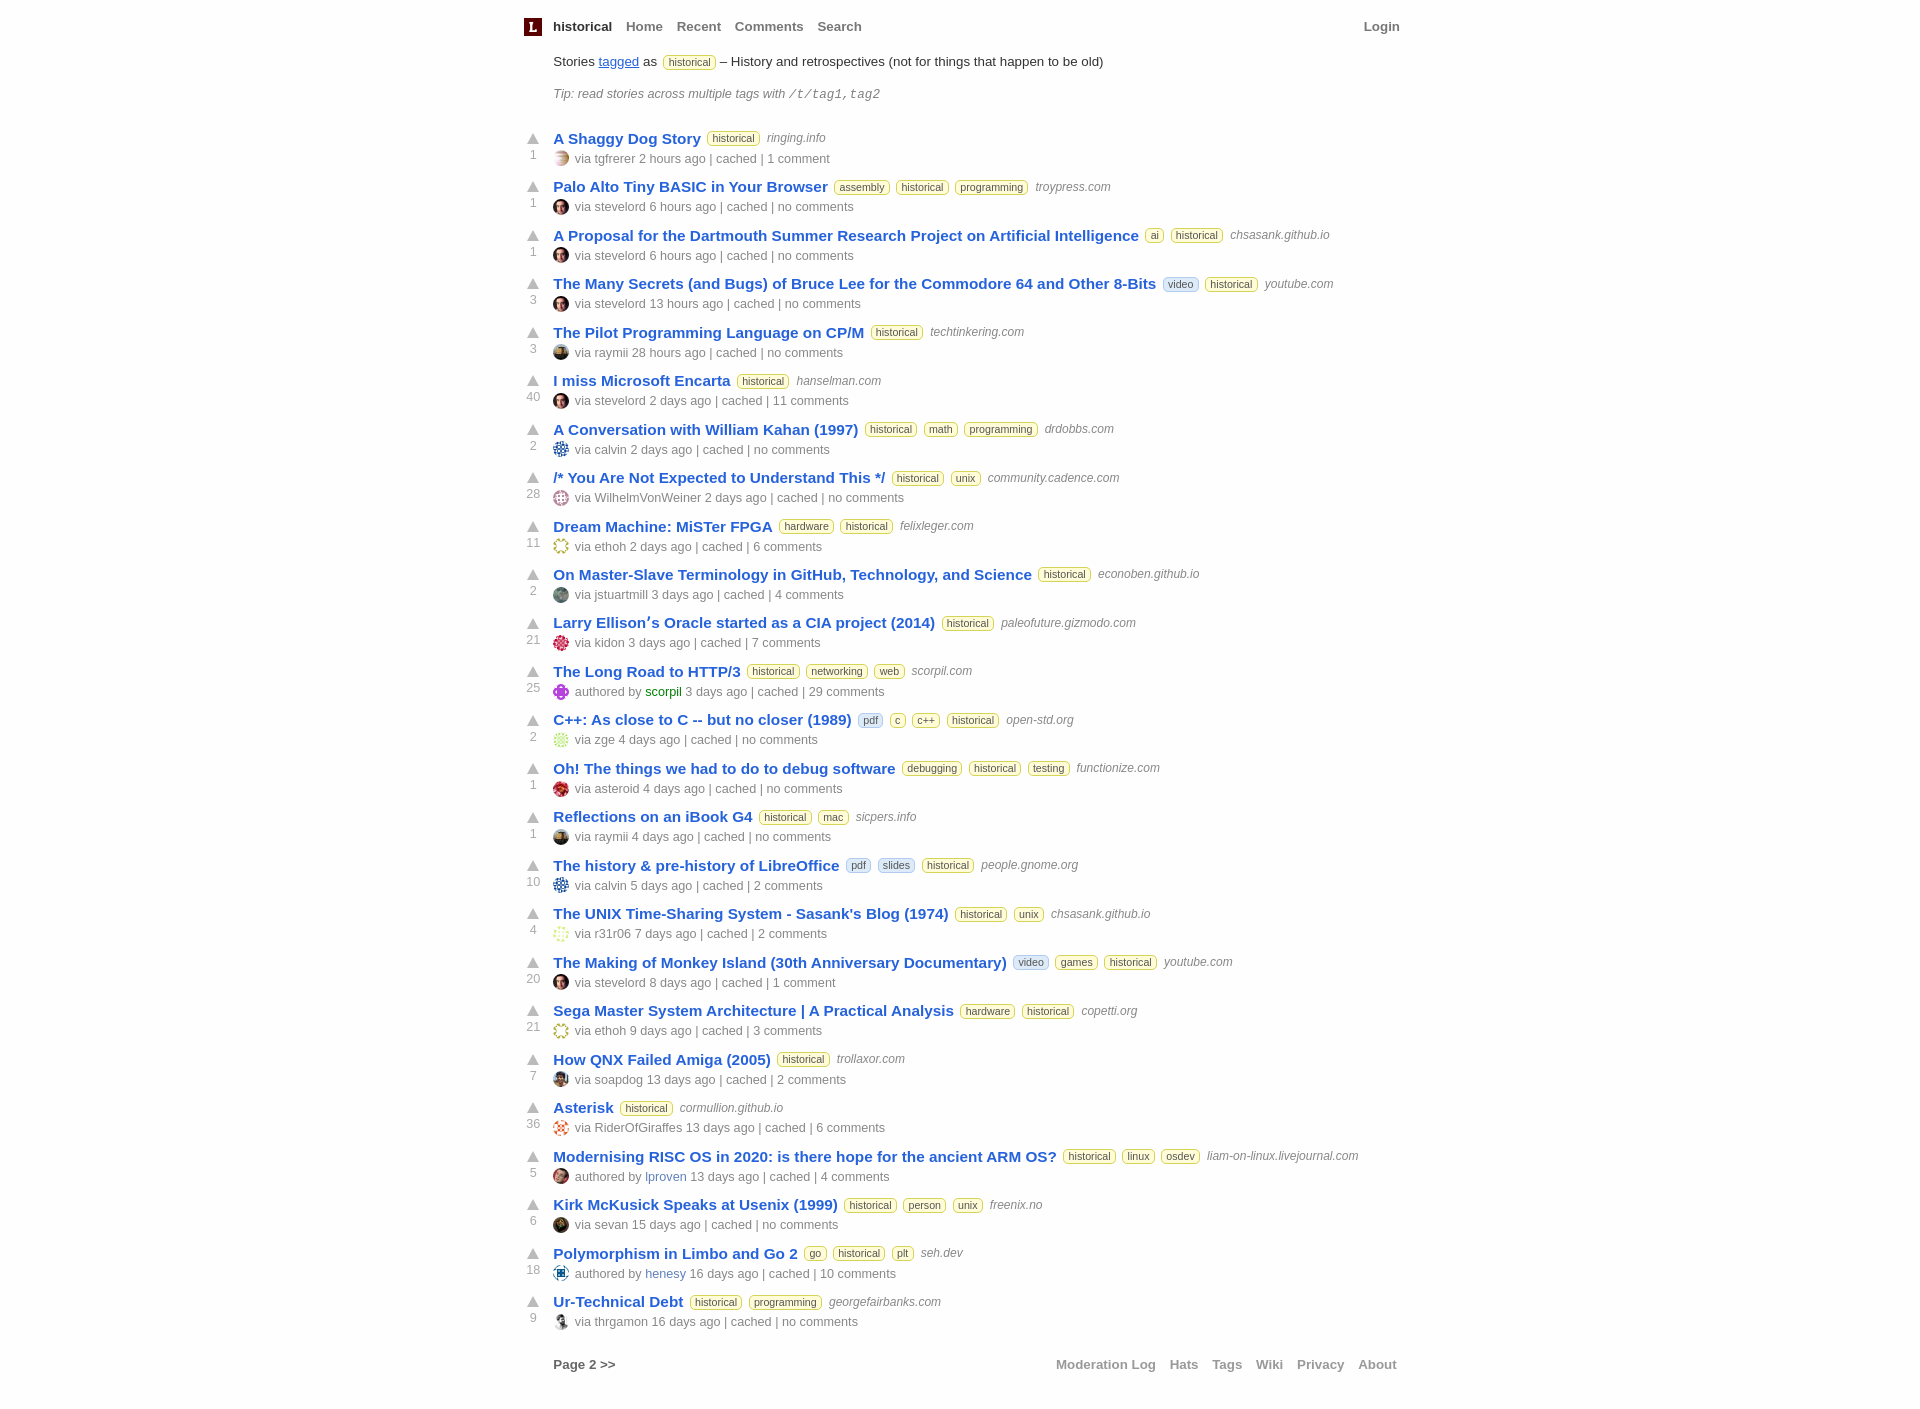 L historical Home Recent Comments Search Login
Stories tagged as historical – History and retrospectives (not for things that happen to be old)
Tip: read stories across multiple tags with /t/tag1,tag2
A Shaggy Dog Story historical ringing.info
1 via tgfrerer 2 hours ago | cached | 1 comment
Palo Alto Tiny BASIC in Your Browser assembly historical programming troypress.com
1 via stevelord 6 hours ago | cached | no comments
A Proposal for the Dartmouth Summer Research Project on Artificial Intelligence ai historical chsasank.github.io
1 via stevelord 6 hours ago | cached | no comments
The Many Secrets (and Bugs) of Bruce Lee for the Commodore 64 and Other 8-Bits video historical youtube.com
3 via stevelord 13 hours ago | cached | no comments
The Pilot Programming Language on CP/M historical techtinkering.com
3 via raymii 28 hours ago | cached | no comments
I miss Microsoft Encarta historical hanselman.com
40 via stevelord 2 days ago | cached | 11 comments
A Conversation with William Kahan (1997) historical math programming drdobbs.com
2 via calvin 2 days ago | cached | no comments
/* You Are Not Expected to Understand This */ historical unix community.cadence.com
28 via WilhelmVonWeiner 2 days ago | cached | no comments
Dream Machine: MiSTer FPGA hardware historical felixleger.com
11 via ethoh 2 days ago | cached | 6 comments
On Master-Slave Terminology in GitHub, Technology, and Science historical econoben.github.io
2 via jstuartmill 3 days ago | cached | 4 comments
Larry Ellisonʼs Oracle started as a CIA project (2014) historical paleofuture.gizmodo.com
21 via kidon 3 days ago | cached | 7 comments
The Long Road to HTTP/3 historical networking web scorpil.com
25 authored by scorpil 3 days ago | cached | 29 comments
C++: As close to C -- but no closer (1989) pdf c c++ historical open-std.org
2 via zge 4 days ago | cached | no comments
Oh! The things we had to do to debug software debugging historical testing functionize.com
1 via asteroid 4 days ago | cached | no comments
Reflections on an iBook G4 historical mac sicpers.info
1 via raymii 4 days ago | cached | no comments
The history & pre-history of LibreOffice pdf slides historical people.gnome.org
10 via calvin 5 days ago | cached | 2 comments
The UNIX Time-Sharing System - Sasank's Blog (1974) historical unix chsasank.github.io
4 via r31r06 7 days ago | cached | 2 comments
The Making of Monkey Island (30th Anniversary Documentary) video games historical youtube.com
20 via stevelord 8 days ago | cached | 1 comment
Sega Master System Architecture | A Practical Analysis hardware historical copetti.org
21 via ethoh 9 days ago | cached | 3 comments
How QNX Failed Amiga (2005) historical trollaxor.com
7 via soapdog 13 days ago | cached | 2 comments
Asterisk historical cormullion.github.io
36 via RiderOfGiraffes 13 days ago | cached | 6 comments
Modernising RISC OS in 2020: is there hope for the ancient ARM OS? historical linux osdev liam-on-linux.livejournal.com
5 authored by lproven 13 days ago | cached | 4 comments
Kirk McKusick Speaks at Usenix (1999) historical person unix freenix.no
6 via sevan 15 days ago | cached | no comments
Polymorphism in Limbo and Go 2 go historical plt seh.dev
18 authored by henesy 16 days ago | cached | 10 comments
Ur-Technical Debt historical programming georgefairbanks.com
9 via thrgamon 16 days ago | cached | no comments
Page 2 >> Moderation Log Hats Tags Wiki Privacy About